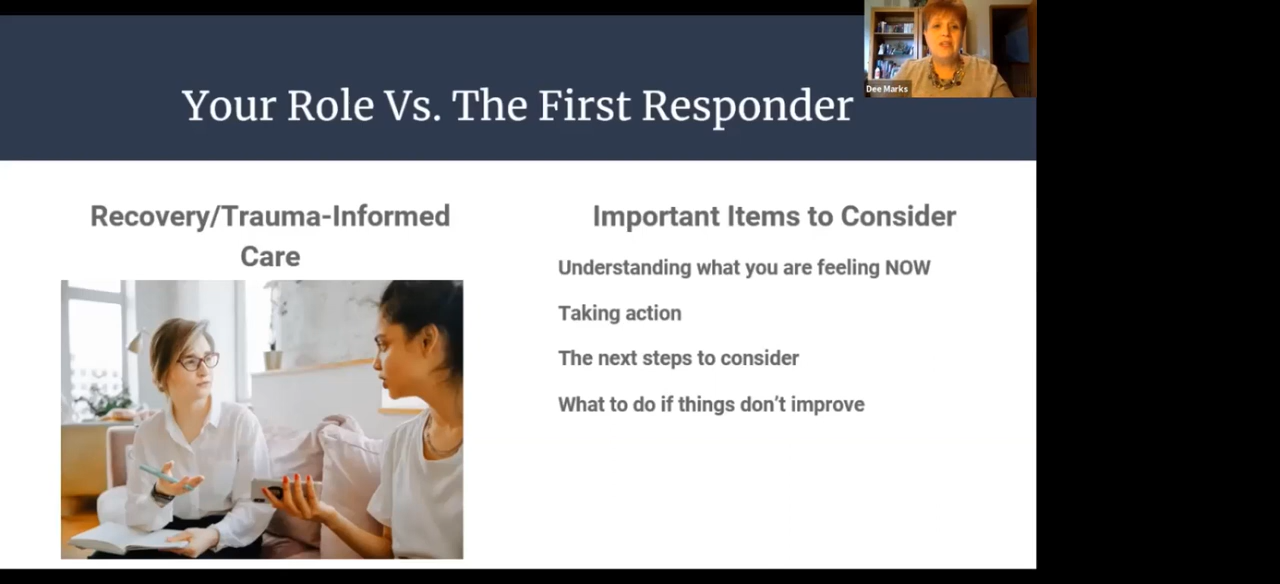 Your Role Vs. The First Responder
Dee Marks
Recovery/Trauma-Informed
Care
Important Items to Consider
Understanding what you are feeling NOW
Taking action
The next steps to consider
What to do if things don’t improve